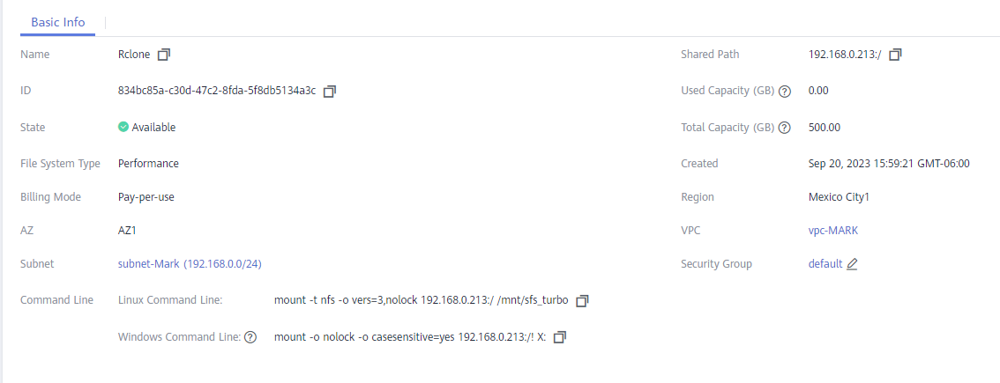 Basic Info
Name Rclone Shared Path 192.168.0.213:/
ID 834bc85a-c30d-47c2-8fda-5f8db5134a3c Used Capacity (GB) ? 0.00
State Available Total Capacity (GB) ? 500.00
File System Type Performance Created Sep 20, 2023 15:59:21 GMT-06:00
Billing Mode Pay-per-use Region Mexico City1
AZ AZ1 VPC vpc-MARK
Subnet subnet-Mark (192.168.0.0/24) Security Group default
Command Line Linux Command Line: mount -t nfs -o vers=3,nolock 192.168.0.213:/ /mnt/sfs_turbo
Windows Command Line: ? mount -o nolock -o casesensitive=yes 192.168.0.213:/! X: